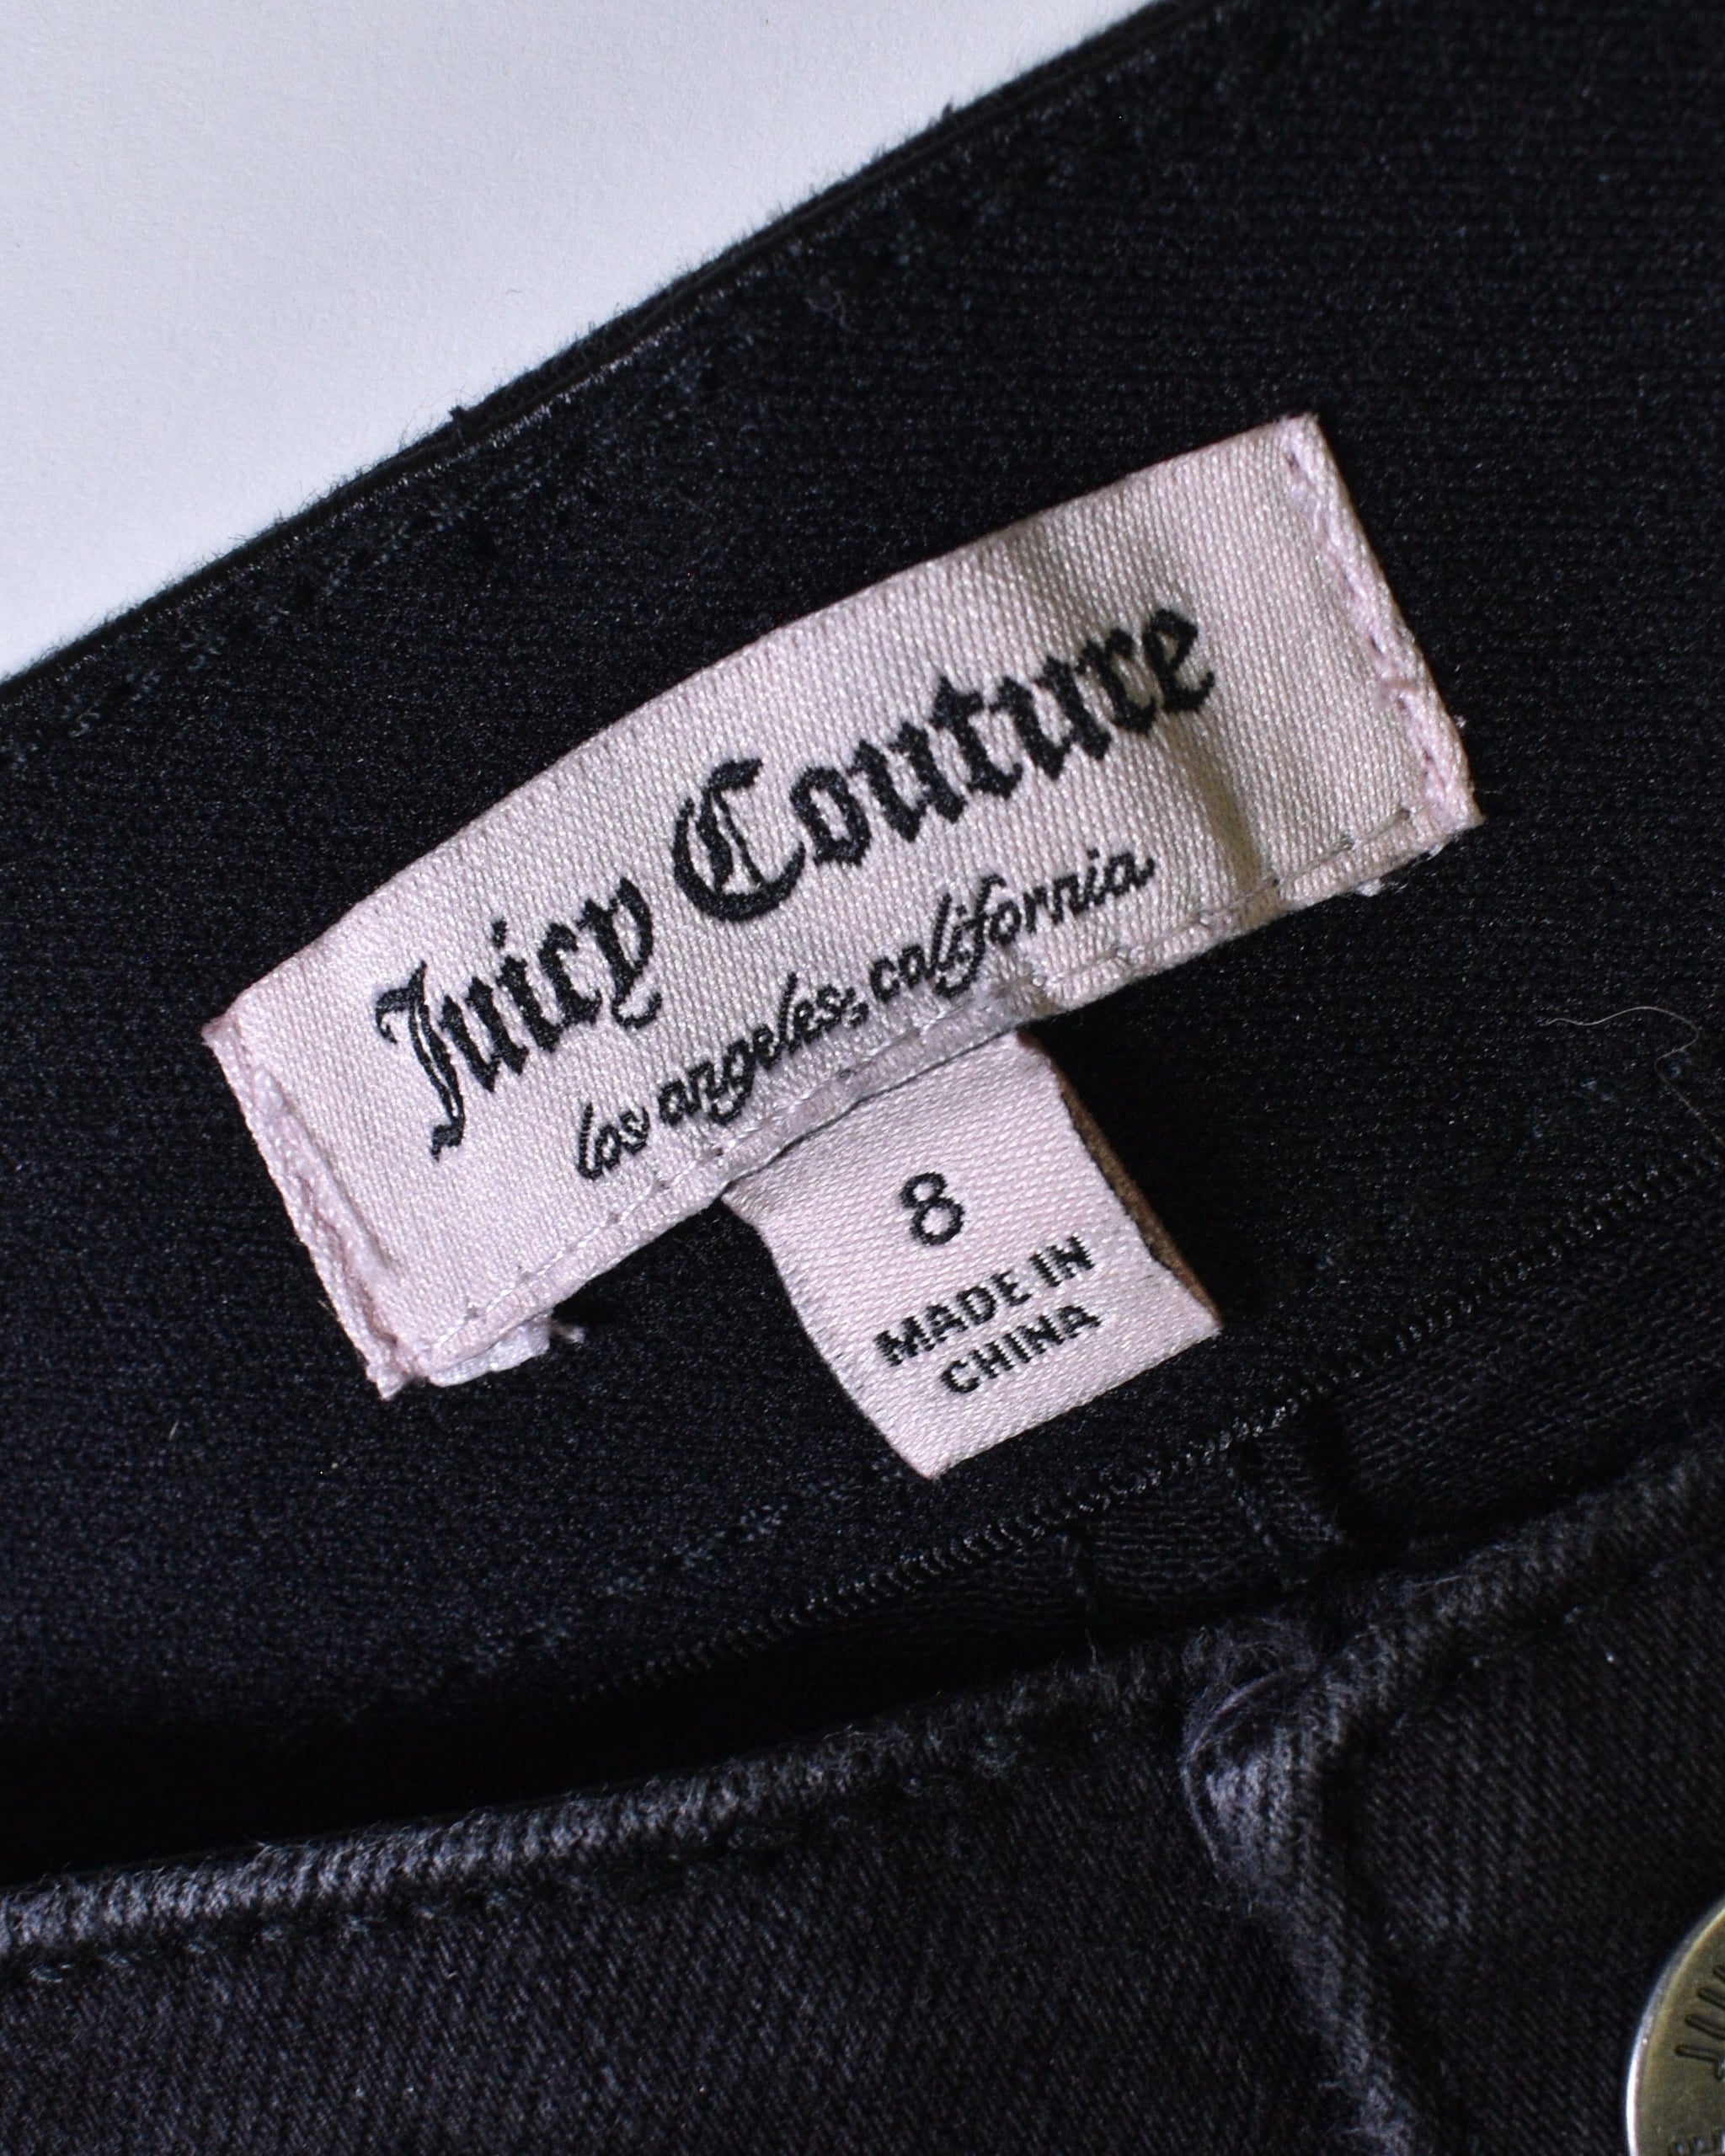 Juicy Couture
los angeles, california
8
MADE IN
CHINA